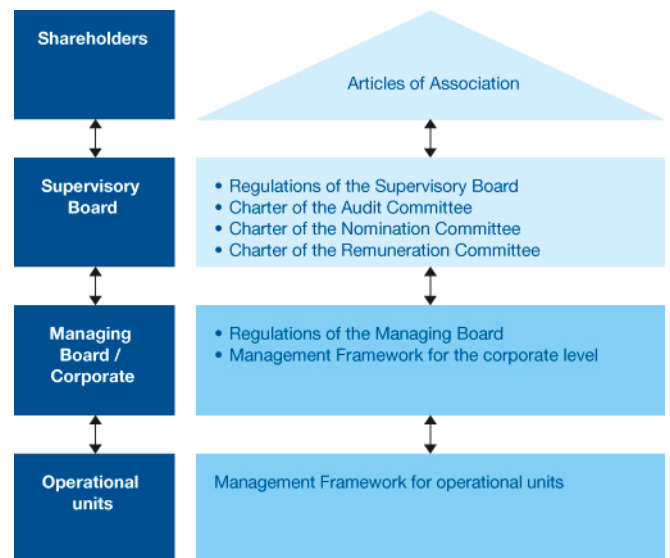 Shareholders
Articles of Association
Supervisory
Board
• Regulations of the Supervisory Board
• Charter of the Audit Committee
• Charter of the Nomination Committee
• Charter of the Remuneration Committee
Managing
Board /
Corporate
• Regulations of the Managing Board
• Management Framework for the corporate level
Operational
units
Management Framework for operational units